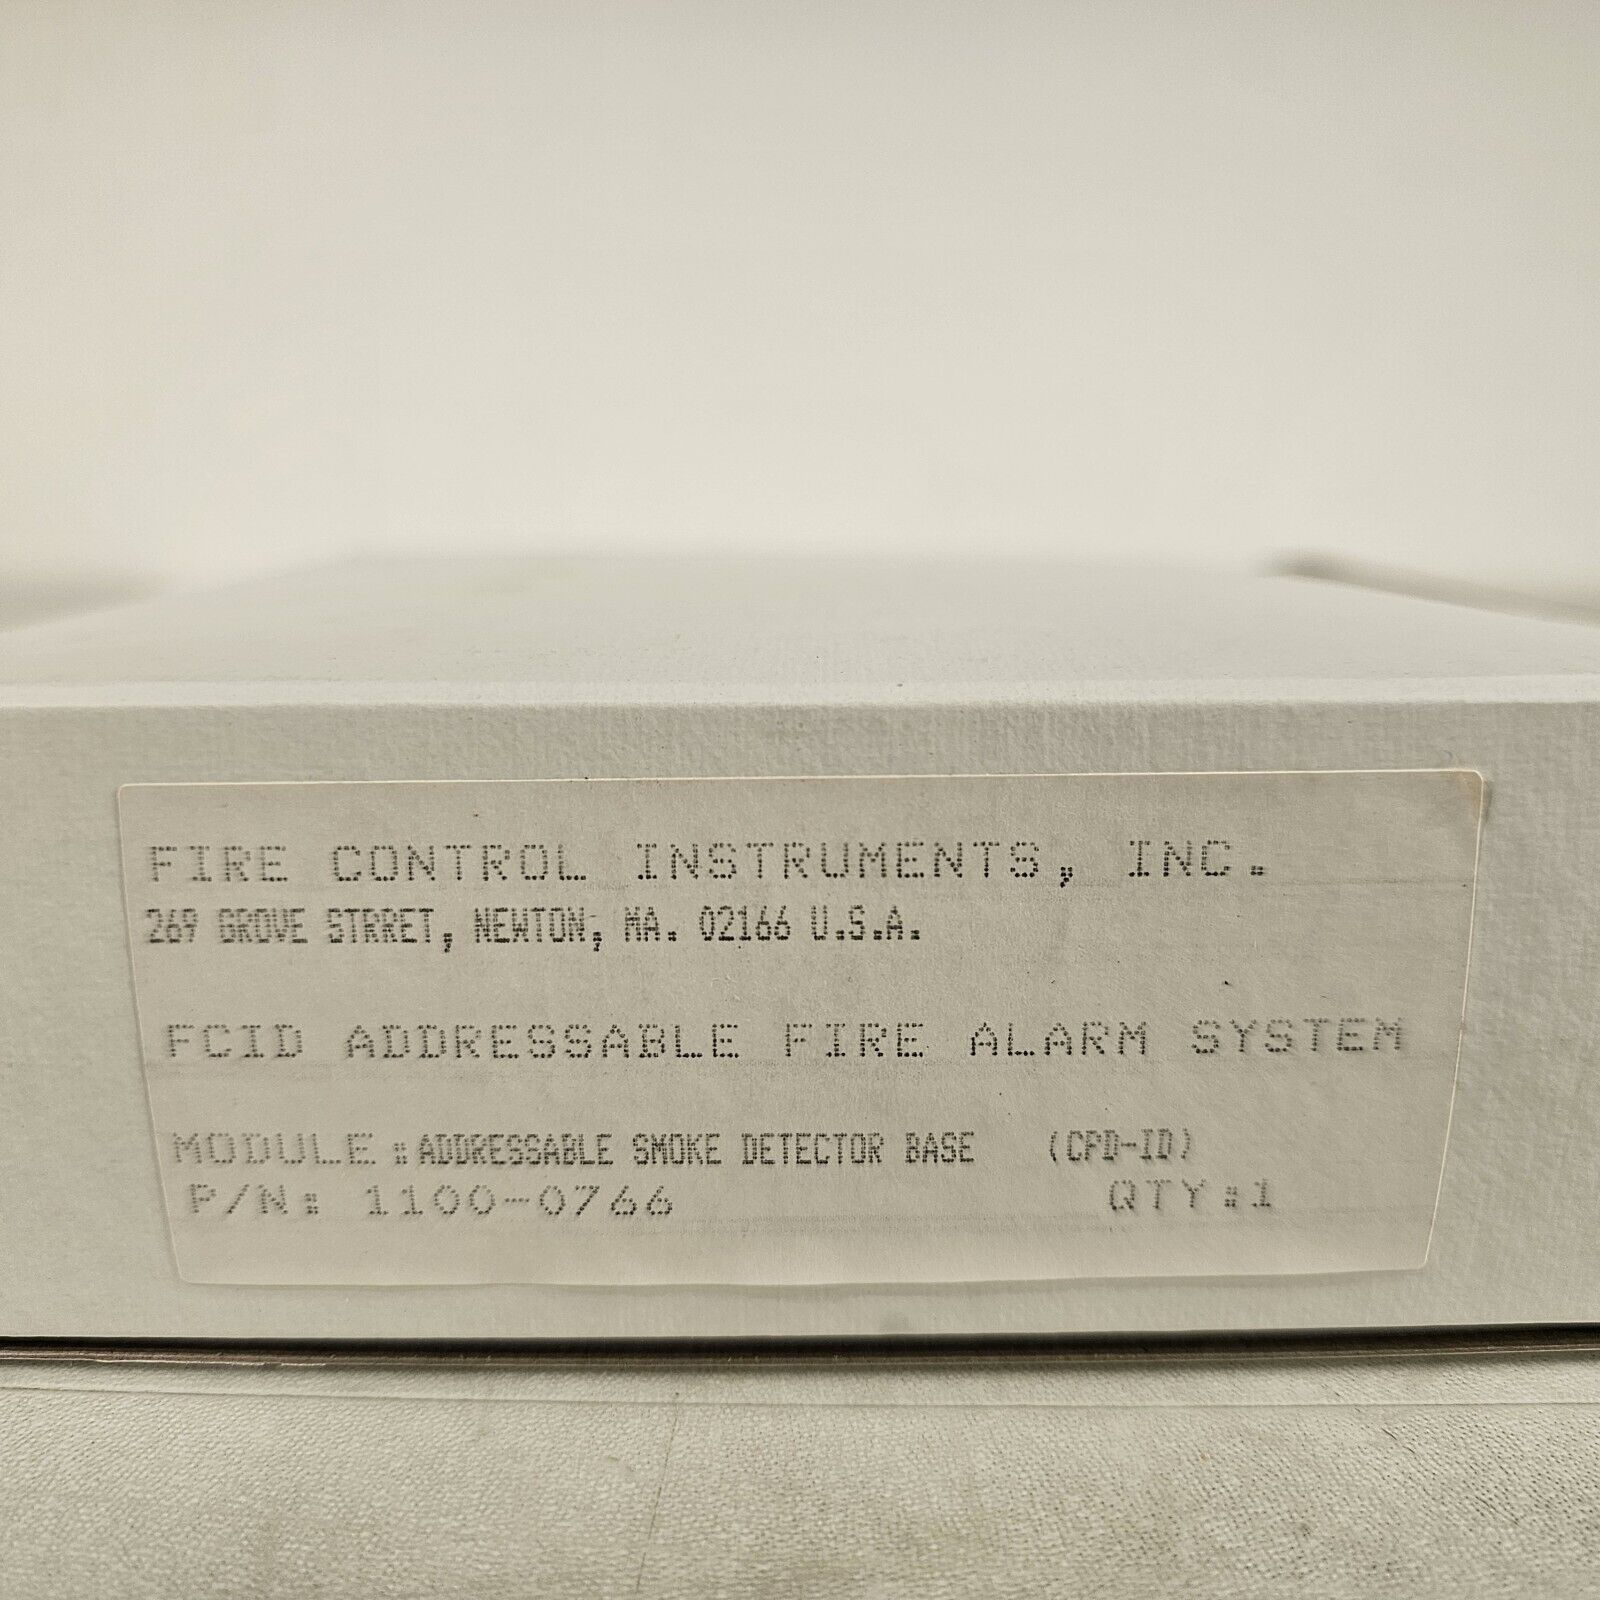 FIRE CONTROL INSTRUMENTS, INC.
269 GROVE STRRET, NEWTON, MA. 02166 U.S.A.
FCID ADDRESSABLE FIRE ALARM SYSTEM
MODULE:ADDRESSABLE SMOKE DETECTOR BASE (CPD-ID)
P/N: 1100-0766 QTY:1